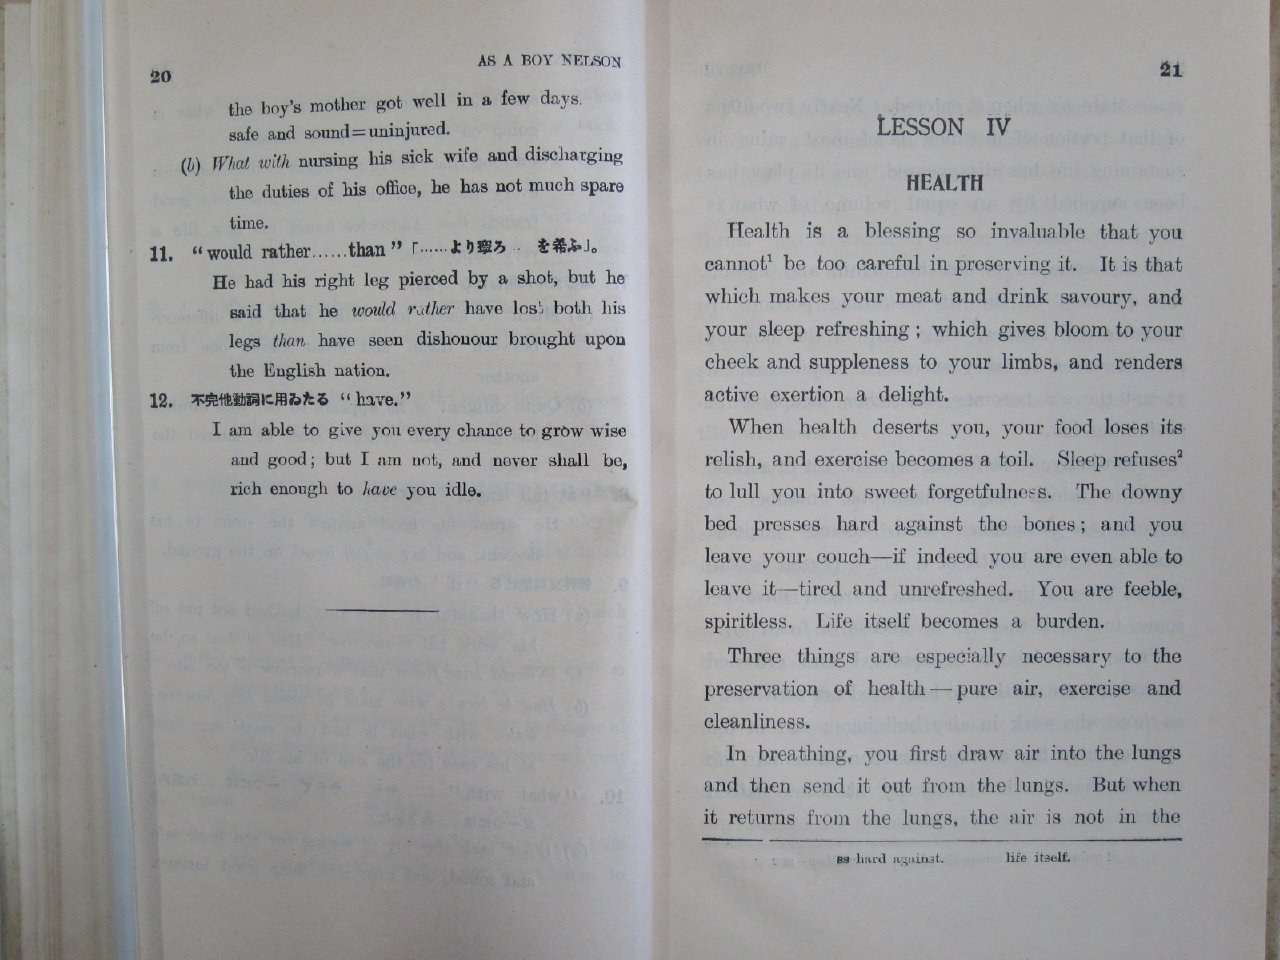 20
AS A BOY NELSON
the boy's mother got well in a few days.
safe and sound=uninjured.
(b) What with nursing his sick wife and discharging
the duties of his office, he has not much spare
time.
11. "would rather......than" 「......より寧ろ .. を希ふ」。
He had his right leg pierced by a shot, but he
said that he would rather have lost both his
legs than have seen dishonour brought upon
the English nation.
12. 不完他動詞に用ゐたる "have."
I am able to give you every chance to grow wise
and good; but I am not, and never shall be,
rich enough to have you idle.
21
LESSON IV
HEALTH
Health is a blessing so invaluable that you
cannot¹ be too careful in preserving it. It is that
which makes your meat and drink savoury, and
your sleep refreshing; which gives bloom to your
cheek and suppleness to your limbs, and renders
active exertion a delight.
When health deserts you, your food loses its
relish, and exercise becomes a toil. Sleep refuses²
to lull you into sweet forgetfulness. The downy
bed presses hard against the bones; and you
leave your couch—if indeed you are even able to
leave it—tired and unrefreshed. You are feeble,
spiritless. Life itself becomes a burden.
Three things are especially necessary to the
preservation of health—pure air, exercise and
cleanliness.
In breathing, you first draw air into the lungs
and then send it out from the lungs. But when
it returns from the lungs, the air is not in the
hard against. life itself.